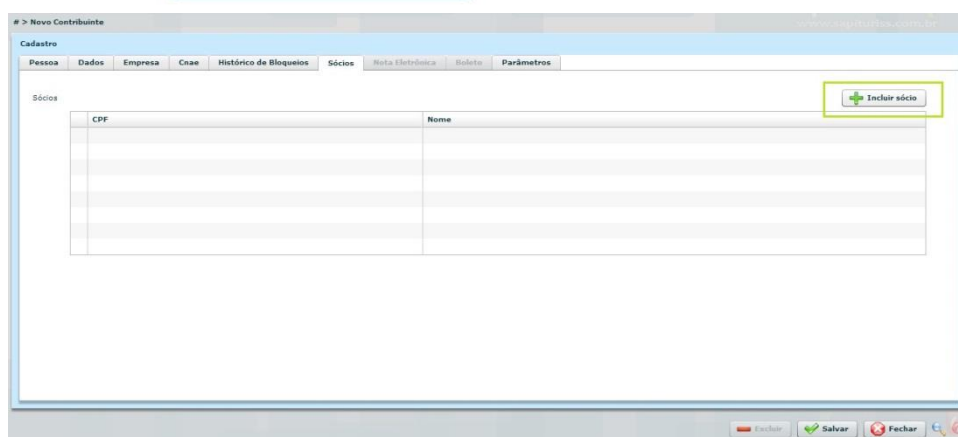 # > Novo Contribuinte
Cadastro
Pessoa Dados Empresa Cnae Histórico de Bloqueios Sócios Nota Eletrônica Boleto Parâmetros
Sócios
Incluir sócio
CPF Nome
Excluir Salvar Fechar